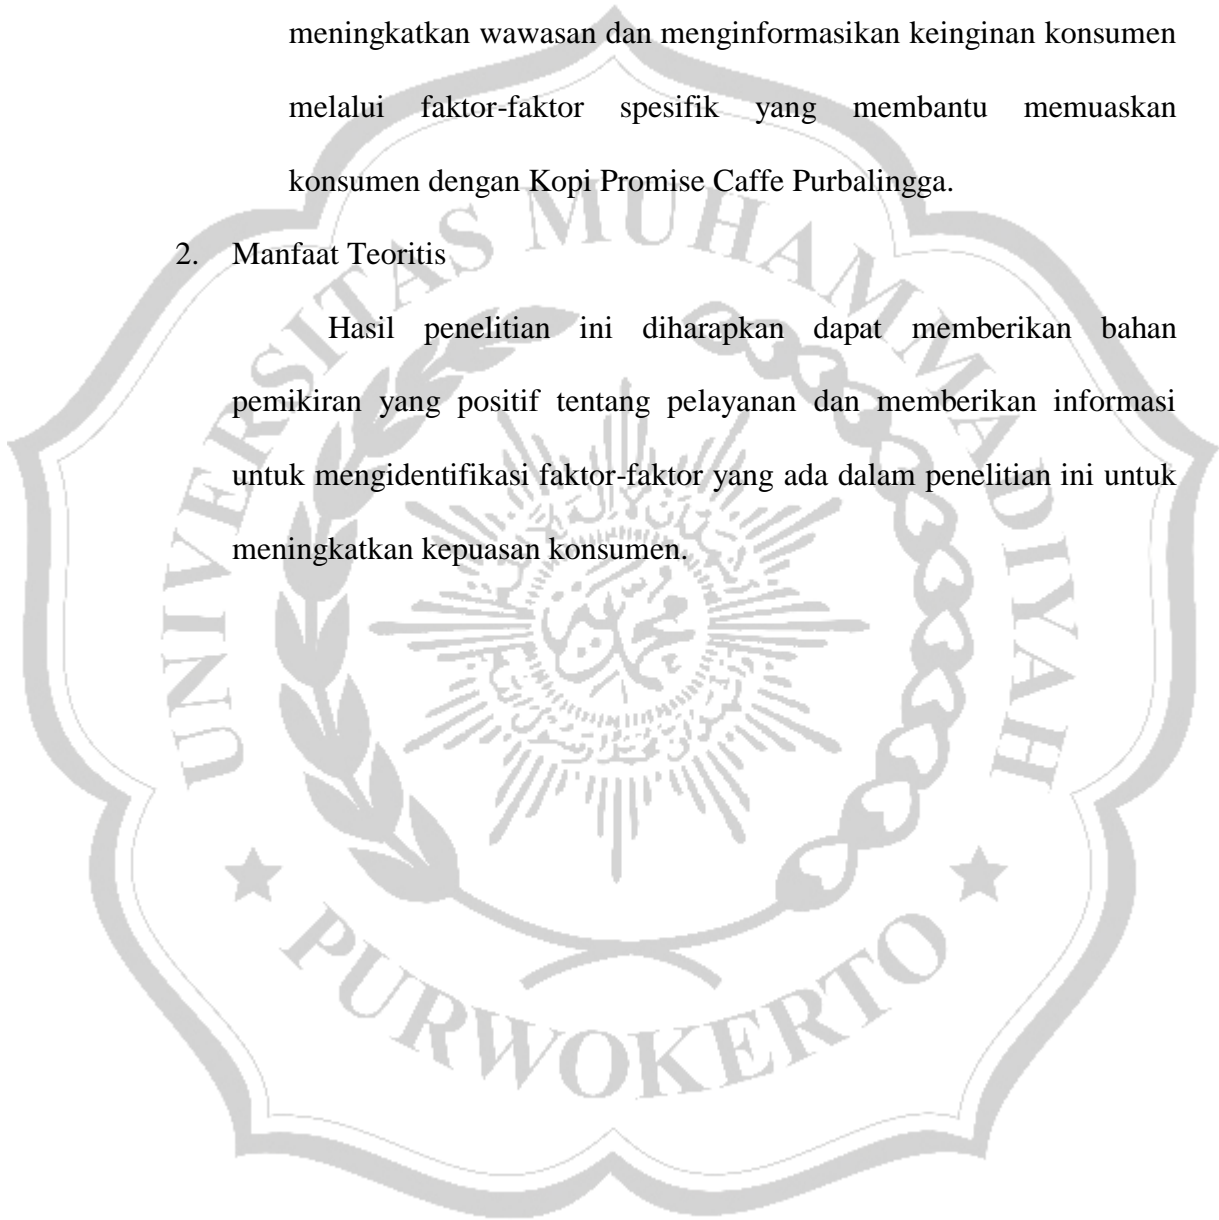 meningkatkan wawasan dan menginformasikan keinginan konsumen
melalui faktor-faktor spesifik yang membantu memuaskan
konsumen dengan Kopi Promise Caffe Purbalingga.
2. Manfaat Teoritis
Hasil penelitian ini diharapkan dapat memberikan bahan
pemikiran yang positif tentang pelayanan dan memberikan informasi
untuk mengidentifikasi faktor-faktor yang ada dalam penelitian ini untuk
meningkatkan kepuasan konsumen.
UNIVERSITAS MUHAMMADIYAH
PURWOKERTO